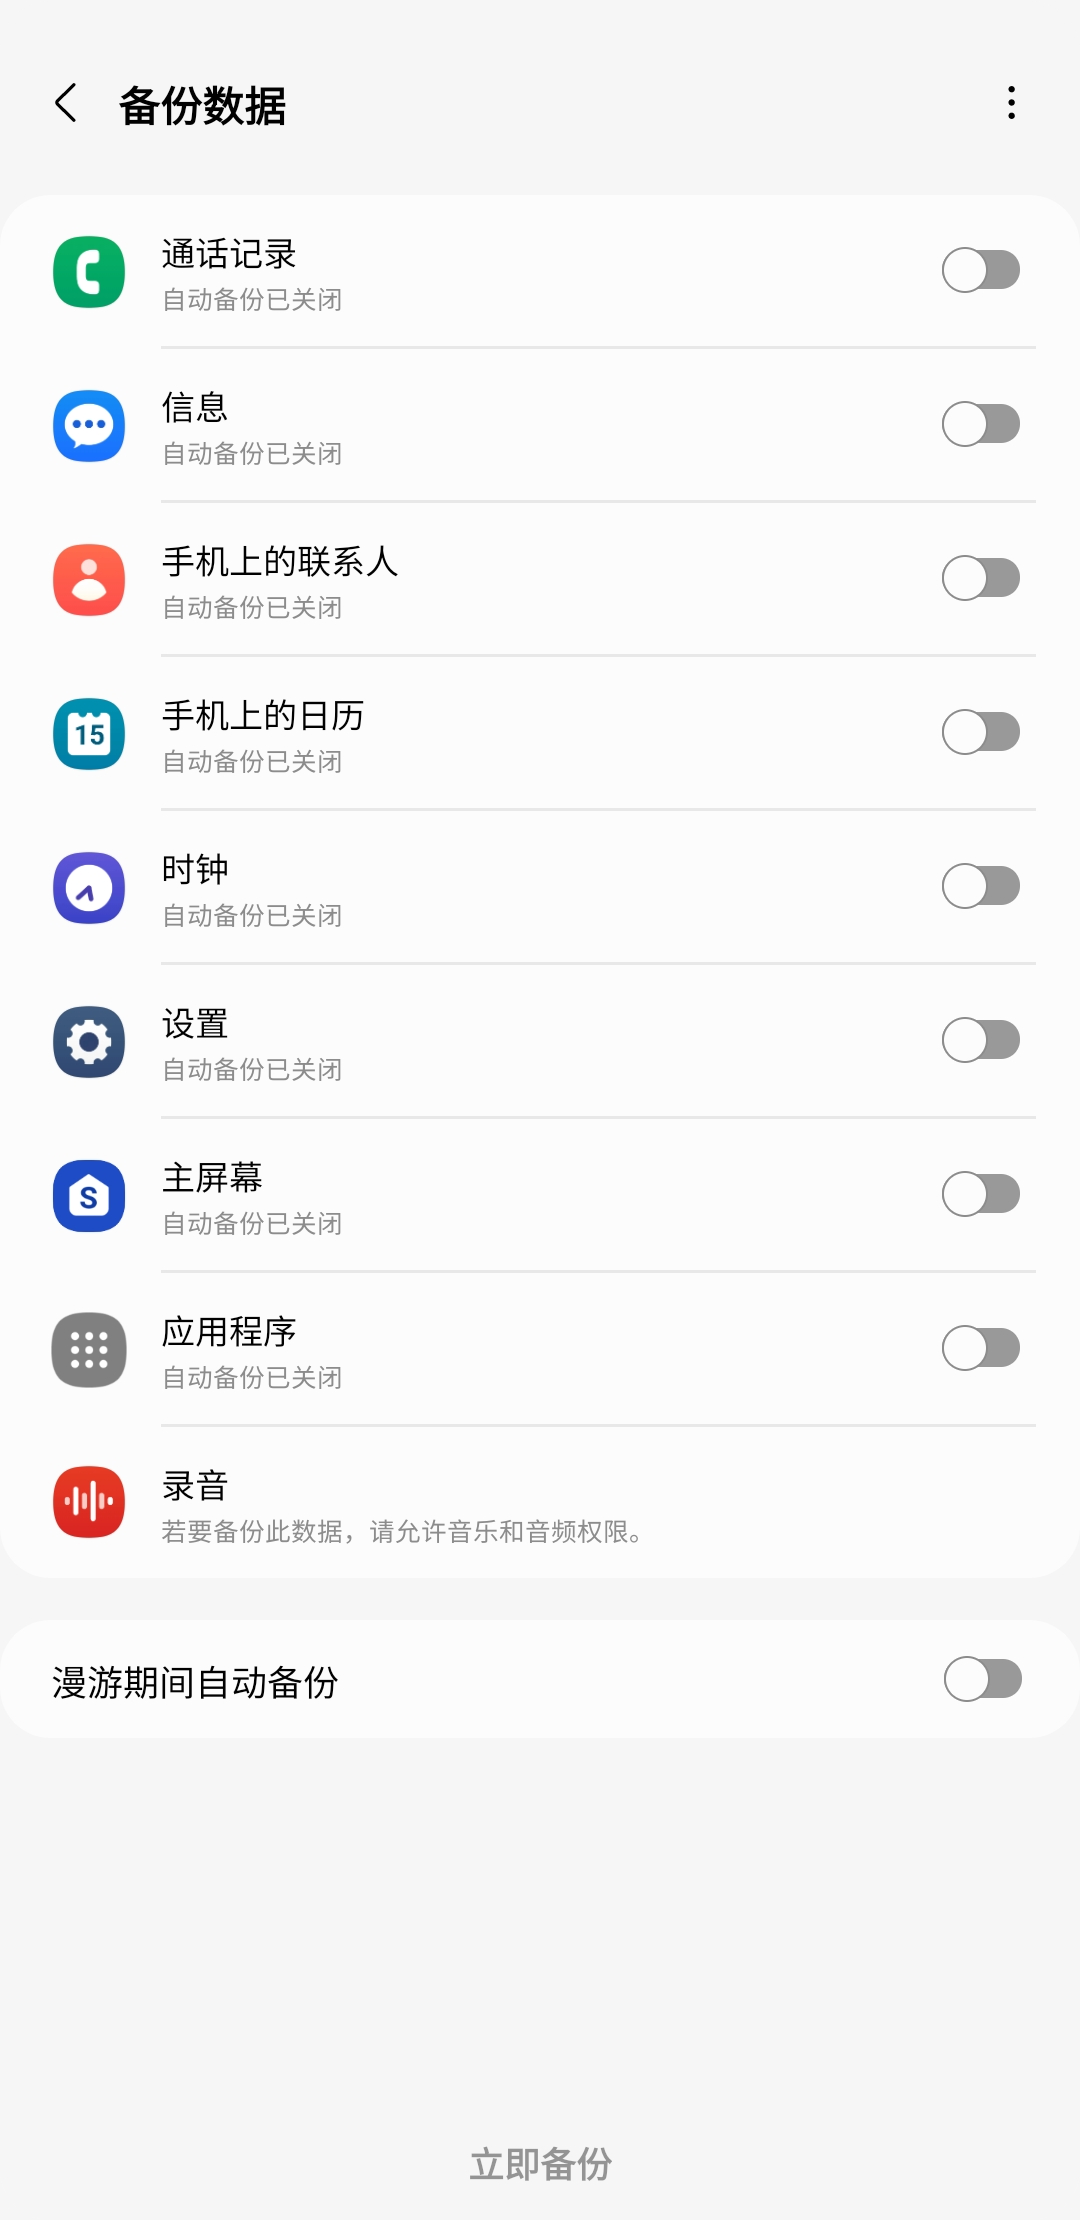 备份数据
通话记录
自动备份已关闭
信息
自动备份已关闭
手机上的联系人
自动备份已关闭
15
手机上的日历
自动备份已关闭
时钟
自动备份已关闭
设置
自动备份已关闭
S
主屏幕
自动备份已关闭
应用程序
自动备份已关闭
录音
若要备份此数据，请允许音乐和音频权限。
漫游期间自动备份
立即备份